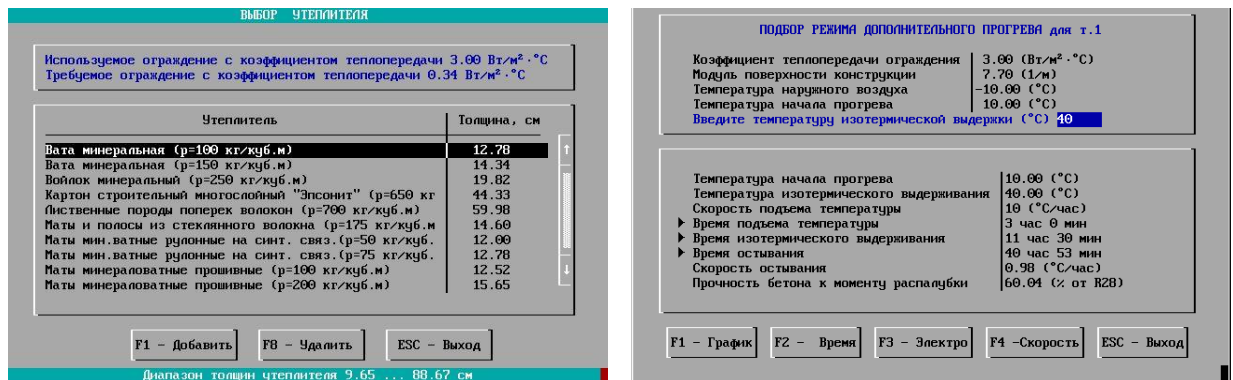 ВЫБОР УТЕПЛИТЕЛЯ
Используемое ограждение с коэффициентом теплопередачи 3.00 Вт/м²·°C
Требуемое ограждение с коэффициентом теплопередачи 0.34 Вт/м²·°C
Утеплитель Толщина, см
Вата минеральная (p=100 кг/куб.м) 12.78
Вата минеральная (p=150 кг/куб.м) 14.34
Войлок минеральный (p=250 кг/куб.м) 19.82
Картон строительный многослойный "Эпсонит" (p=650 кг 44.33
Лиственные породы поперек волокон (p=700 кг/куб.м) 59.98
Маты и полосы из стеклянного волокна (p=175 кг/куб.м 14.60
Маты мин.ватные рулонные на синт. связ.(p=50 кг/куб. 12.00
Маты мин.ватные рулонные на синт. связ.(p=75 кг/куб. 12.78
Маты минераловатные прошивные (p=100 кг/куб.м) 12.52
Маты минераловатные прошивные (p=200 кг/куб.м) 15.65
F1 - Добавить F8 - Удалить ESC - Выход
Диапазон толщин утеплителя 9.65 ... 88.67 см
ПОДБОР РЕЖИМА ДОПОЛНИТЕЛЬНОГО ПРОГРЕВА для т.1
Коэффициент теплопередачи ограждения 3.00 (Вт/м²·°C)
Модуль поверхности конструкции 7.70 (1/м)
Температура наружного воздуха -10.00 (°C)
Температура начала прогрева 10.00 (°C)
Введите температуру изотермической выдержки (°C) 40
Температура начала прогрева 10.00 (°C)
Температура изотермического выдерживания 40.00 (°C)
Скорость подъема температуры 10 (°C/час)
Время подъема температуры 3 час 0 мин
Время изотермического выдерживания 11 час 30 мин
Время остывания 40 час 53 мин
Скорость остывания 0.98 (°C/час)
Прочность бетона к моменту распалубки 60.04 (% от R28)
F1 - График F2 - Время F3 - Электро F4 -Скорость ESC - Выход